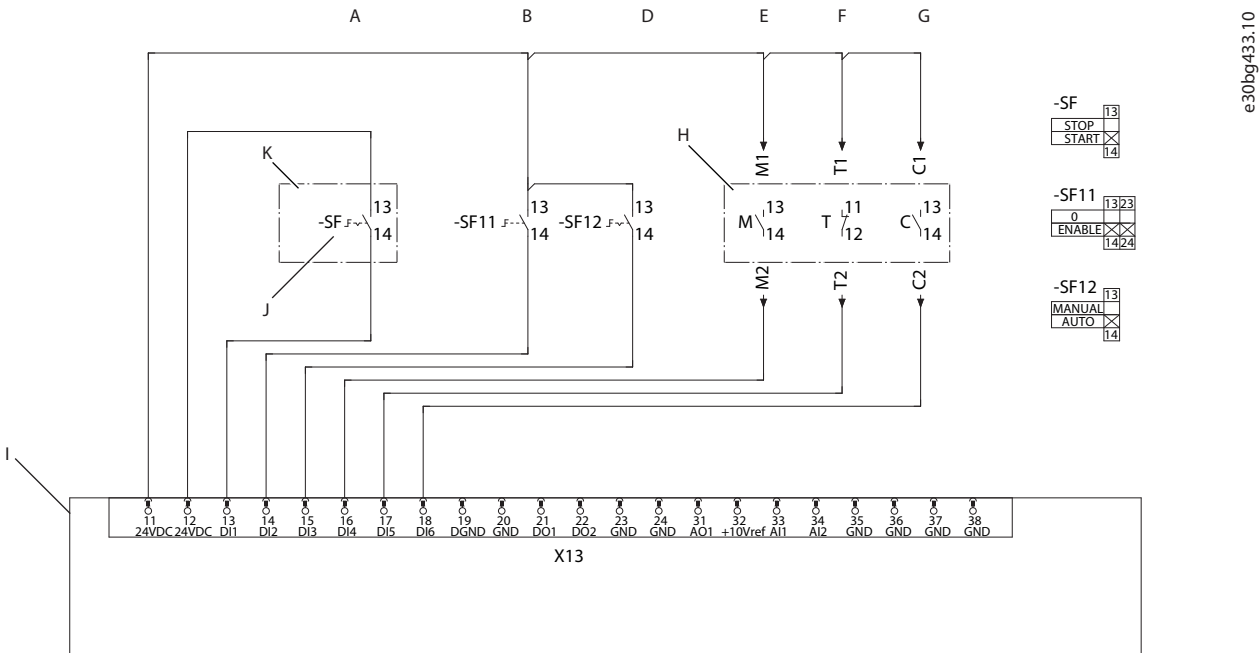 A B D E F G
e30bg433.10
-SF 13
STOP
START
14
H
K
M1 T1 C1
-SF11 13 23
0
ENABLE
14 24
-SF 13 14
-SF11 13 14
-SF12 13 14
M 13 14
T 11 12
C 13 14
J
M2 T2 C2
-SF12 13
MANUAL
AUTO
14
I
11 12 13 14 15 16 17 18 19 20 21 22 23 24 31 32 33 34 35 36 37 38
24VDC 24VDC DI1 DI2 DI3 DI4 DI5 DI6 DGND GND DO1 DO2 GND GND AO1 +10Vref AI1 AI2 GND GND GND GND
X13